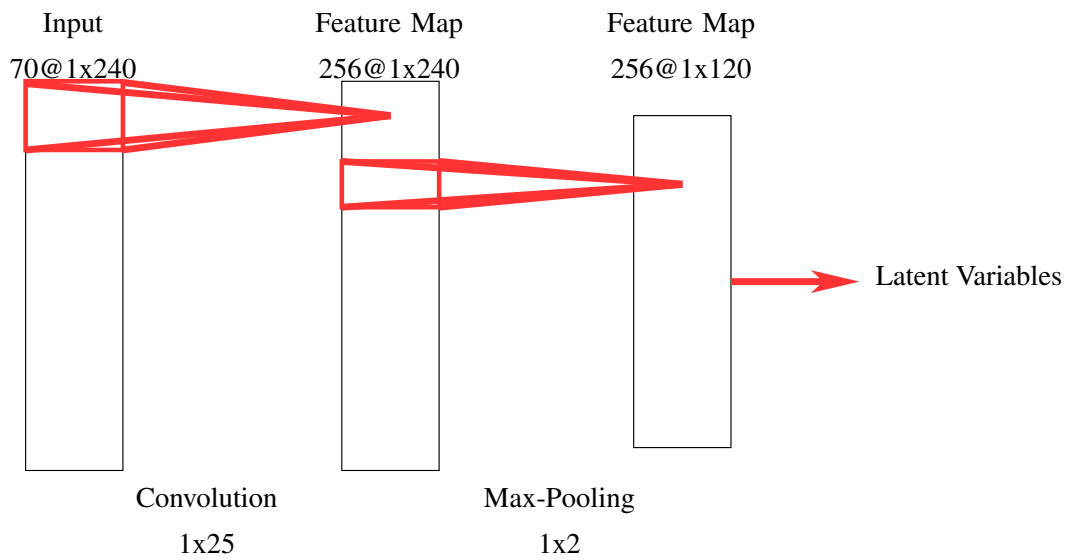 Input
70@1x240
Feature Map
256@1x240
Feature Map
256@1x120
Latent Variables
Convolution
1x25
Max-Pooling
1x2